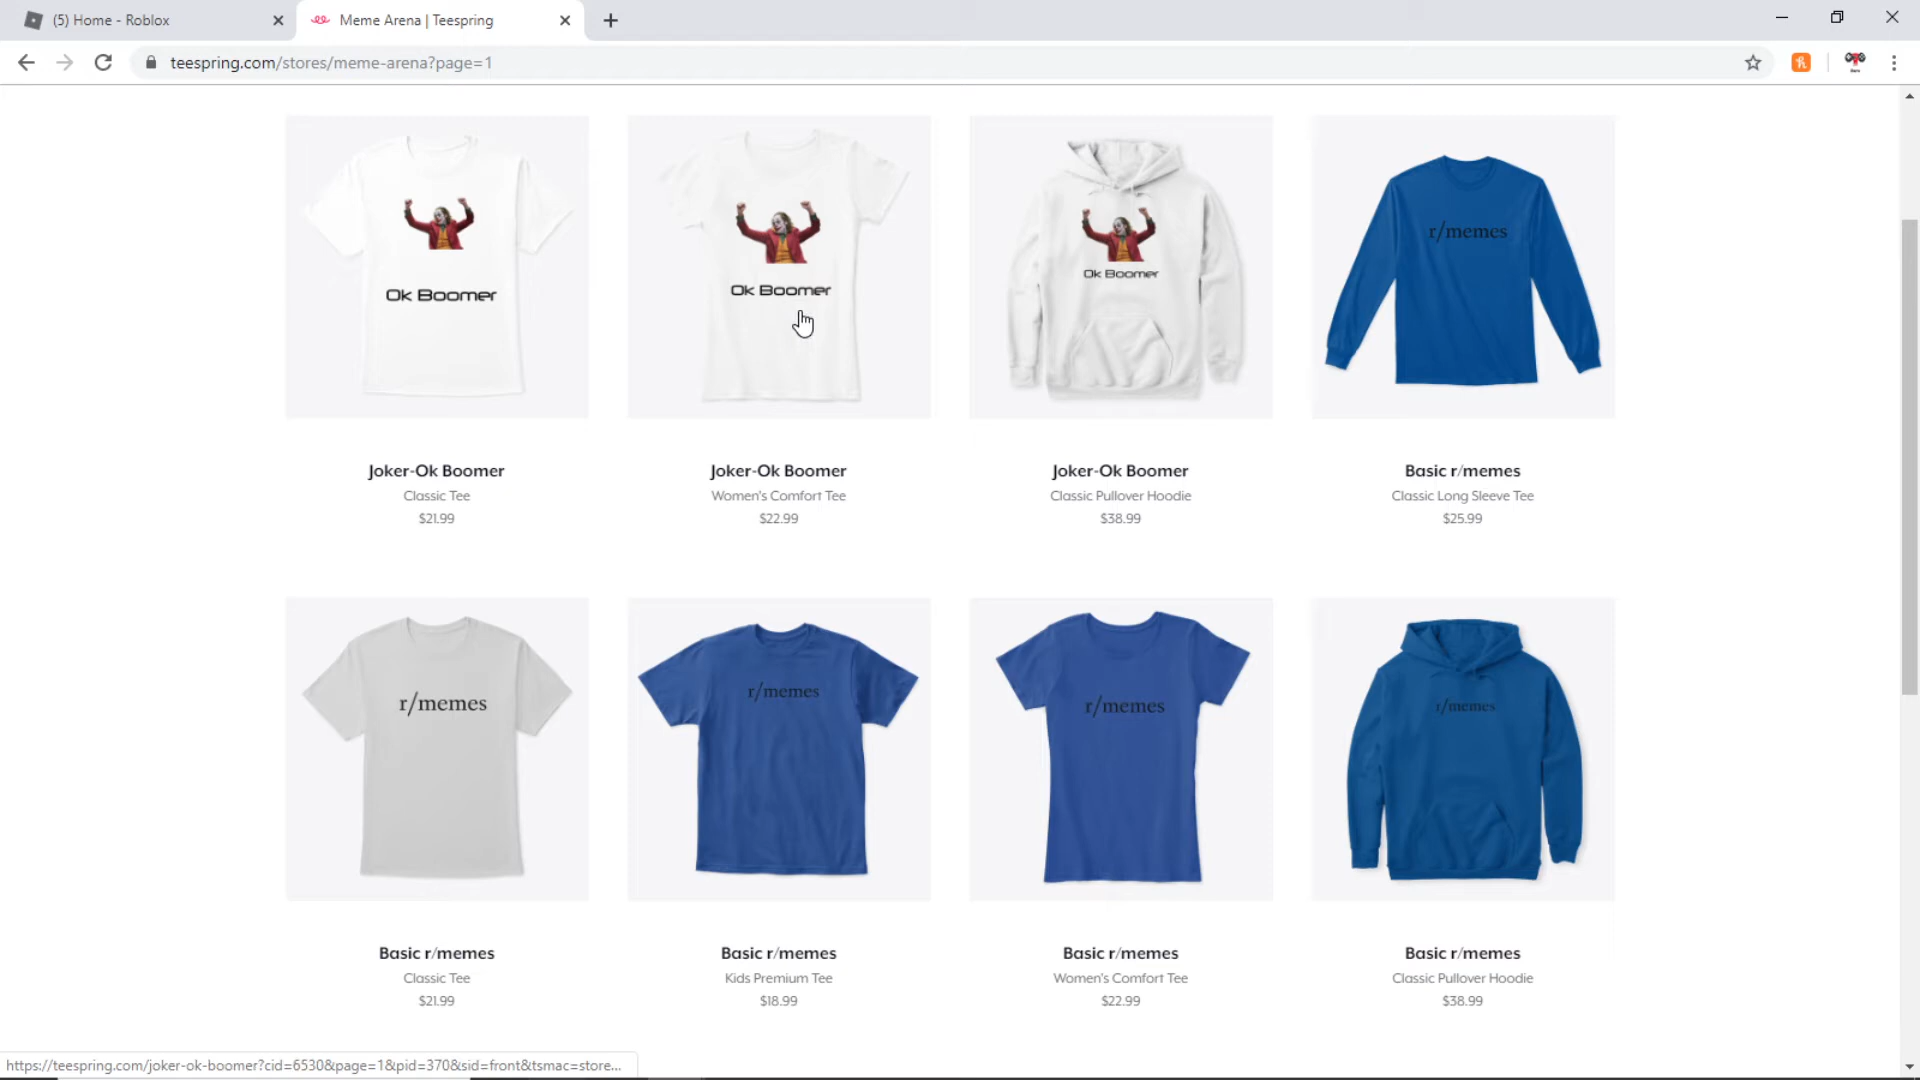 (5) Home - Roblox
Meme Arena | Teespring
teespring.com/stores/meme-arena?page=1
Ok Boomer
Ok Boomer
Ok Boomer
r/memes
Joker-Ok Boomer
Classic Tee
$21.99
Joker-Ok Boomer
Women's Comfort Tee
$22.99
Joker-Ok Boomer
Classic Pullover Hoodie
$38.99
Basic r/memes
Classic Long Sleeve Tee
$25.99
r/memes
r/memes
r/memes
r/memes
Basic r/memes
Classic Tee
$21.99
Basic r/memes
Kids Premium Tee
$18.99
Basic r/memes
Women's Comfort Tee
$22.99
Basic r/memes
Classic Pullover Hoodie
$38.99
https://teespring.com/joker-ok-boomer?cid=6530&page=1&pid=370&sid=front&tsmac=store...